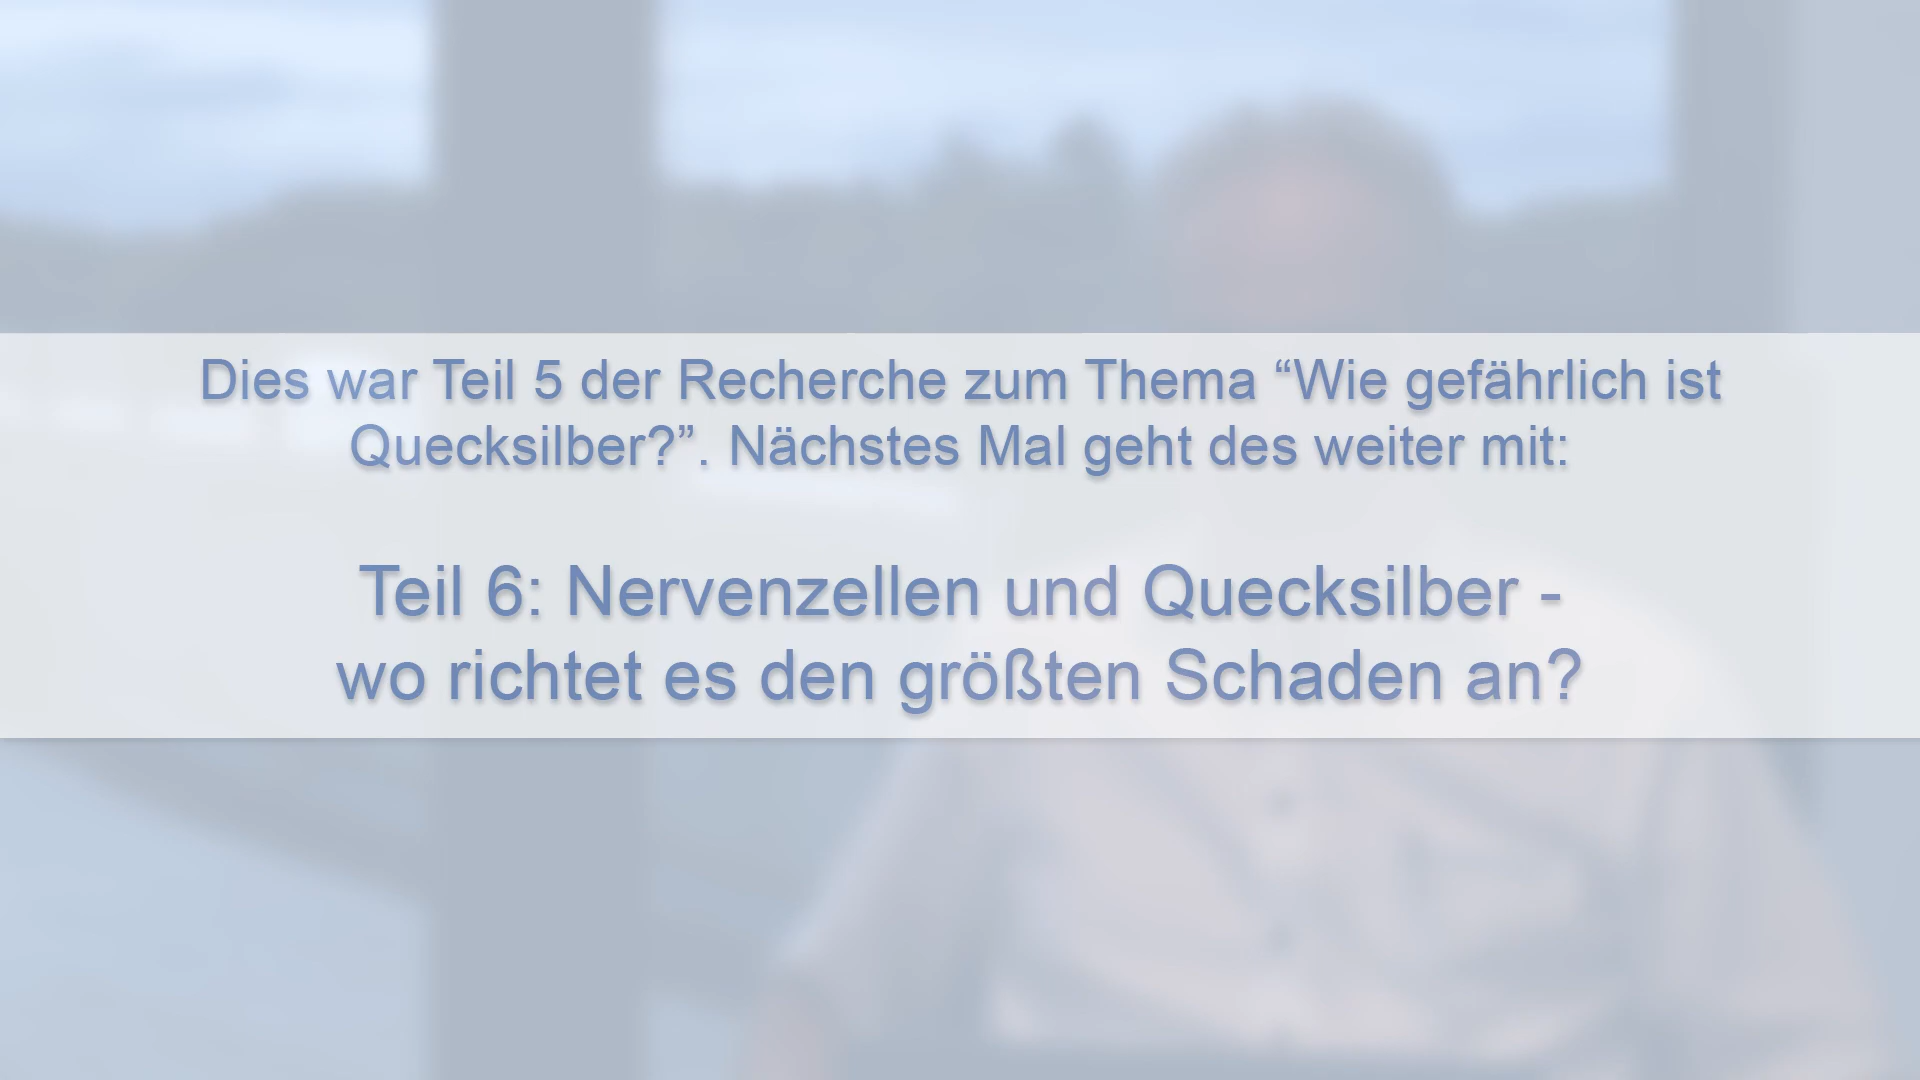 Dies war Teil 5 der Recherche zum Thema “Wie gefährlich ist
Quecksilber?”. Nächstes Mal geht des weiter mit:
Teil 6: Nervenzellen und Quecksilber -
wo richtet es den größten Schaden an?